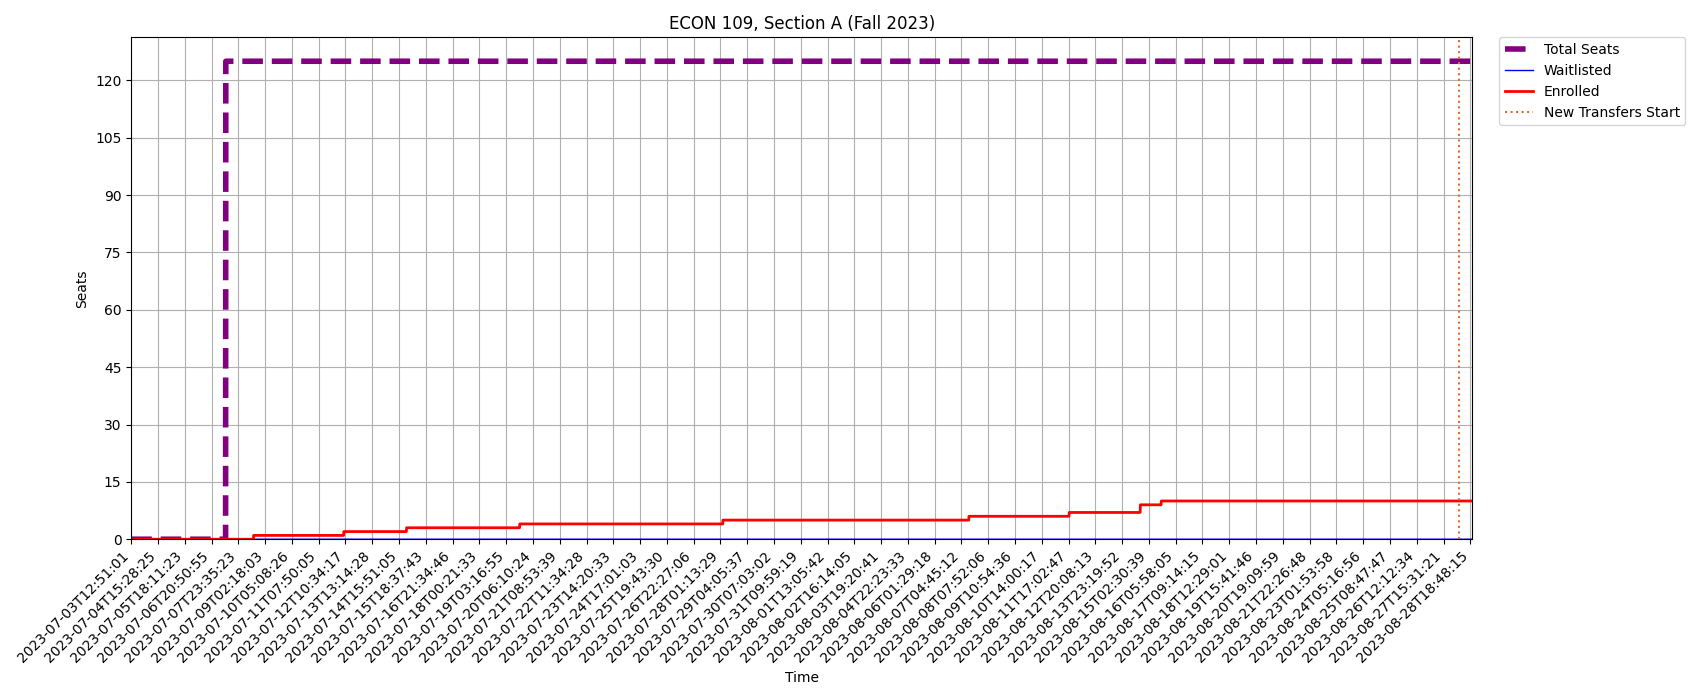 ECON 109, Section A (Fall 2023)
Total Seats
Waitlisted
Enrolled
New Transfers Start
120
105
90
75
60
45
30
15
0
Seats
2023-07-03T12:51:01
2023-07-04T15:28:25
2023-07-05T18:11:23
2023-07-06T20:50:55
2023-07-07T23:35:23
2023-07-09T02:18:03
2023-07-10T05:08:26
2023-07-11T07:50:05
2023-07-12T10:34:17
2023-07-13T13:14:28
2023-07-14T15:51:05
2023-07-15T18:37:43
2023-07-16T21:34:46
2023-07-18T00:21:33
2023-07-19T03:16:55
2023-07-20T06:10:24
2023-07-21T08:53:39
2023-07-22T11:34:28
2023-07-23T14:20:33
2023-07-24T17:01:03
2023-07-25T19:43:30
2023-07-26T22:27:06
2023-07-28T01:13:29
2023-07-29T04:05:37
2023-07-30T07:03:02
2023-07-31T09:59:19
2023-08-01T13:05:42
2023-08-02T16:14:05
2023-08-03T19:20:41
2023-08-04T22:23:33
2023-08-06T01:29:18
2023-08-07T04:45:12
2023-08-08T07:52:06
2023-08-09T10:54:36
2023-08-10T14:00:17
2023-08-11T17:02:47
2023-08-12T20:08:13
2023-08-13T23:19:52
2023-08-15T02:30:39
2023-08-16T05:58:05
2023-08-17T09:14:15
2023-08-18T12:29:01
2023-08-19T15:41:46
2023-08-20T19:09:59
2023-08-21T22:26:48
2023-08-23T01:53:58
2023-08-24T05:16:56
2023-08-25T08:47:47
2023-08-26T12:12:34
2023-08-27T15:31:21
2023-08-28T18:48:15
Time